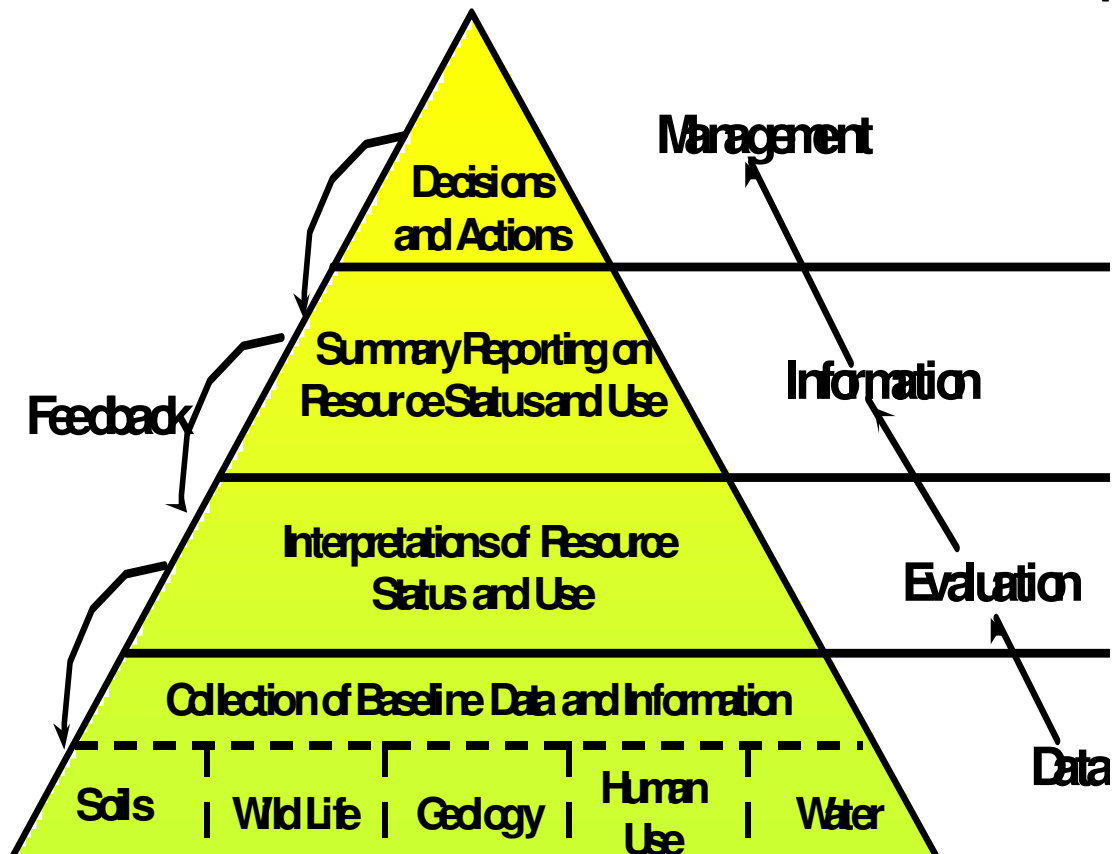 Management
Decisions
and Actions
Summary Reporting on
Resource Status and Use
Information
Feedback
Interpretations of Resource
Status and Use
Evaluation
Collection of Baseline Data and Information
Data
Soils
Wild Life
Geology
Human
Use
Water